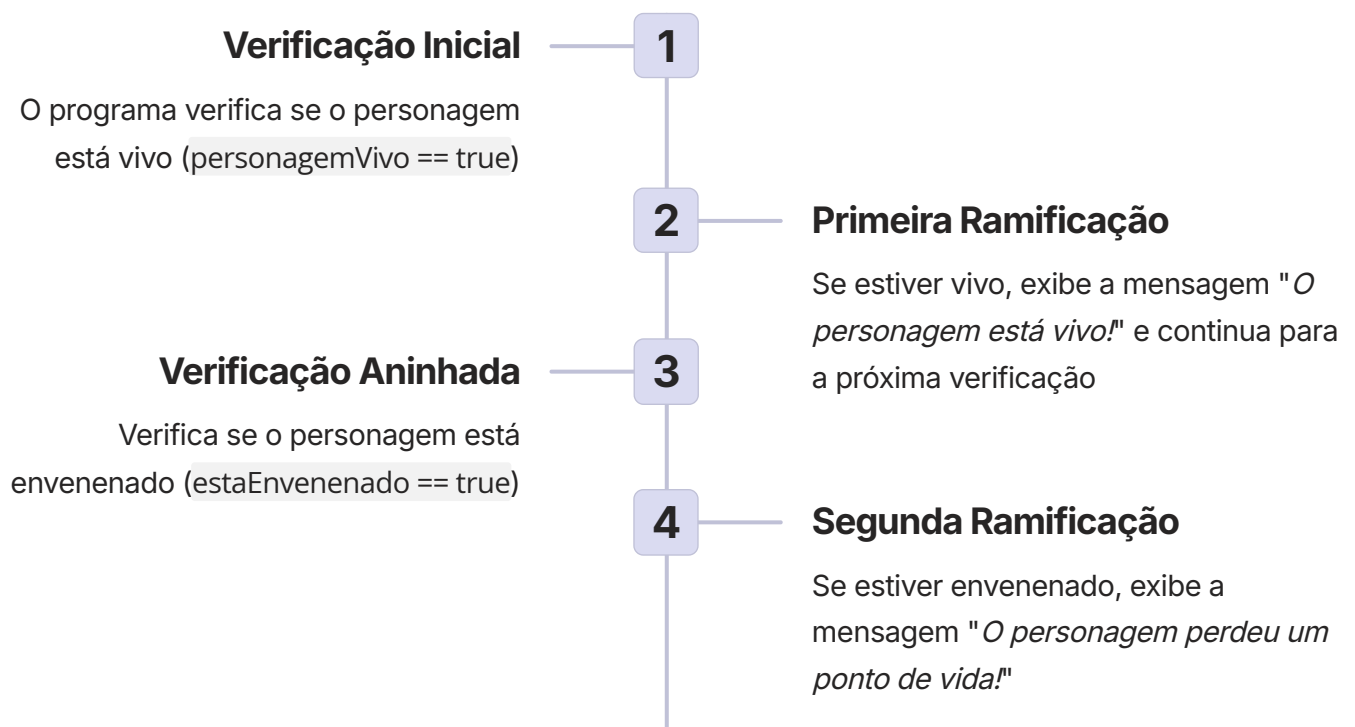 Verificação Inicial
1
O programa verifica se o personagem
está vivo (personagemVivo == true)
2
Primeira Ramificação
Se estiver vivo, exibe a mensagem "O
personagem está vivo!" e continua para
a próxima verificação
Verificação Aninhada
3
Verifica se o personagem está
envenenado (estaEnvenenado == true)
4
Segunda Ramificação
Se estiver envenenado, exibe a
mensagem "O personagem perdeu um
ponto de vida!"